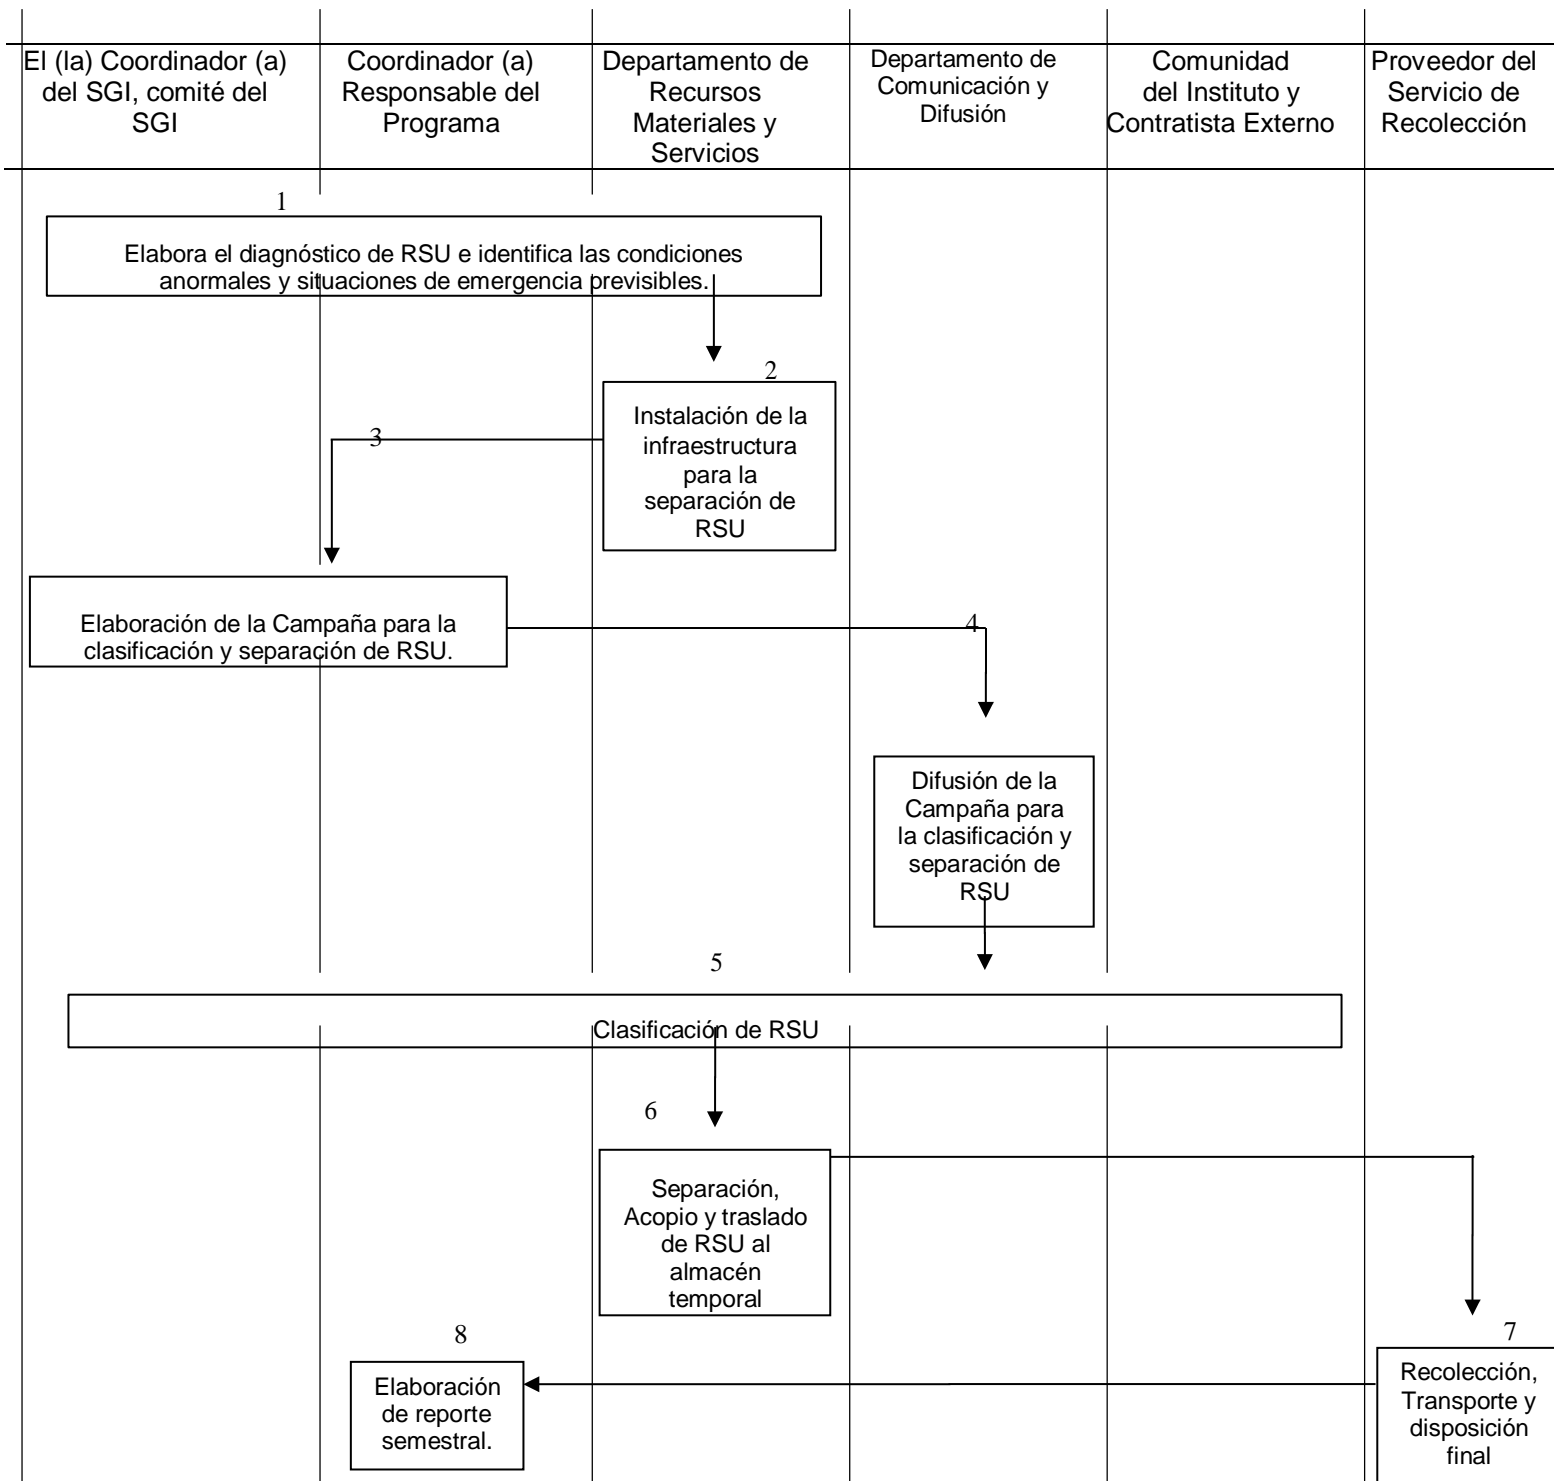 El (la) Coordinador (a)
del SGI, comité del
SGI
Coordinador (a)
Responsable del
Programa
Departamento de
Recursos
Materiales y
Servicios
Departamento de
Comunicación y
Difusión
Comunidad
del Instituto y
Contratista Externo
Proveedor del
Servicio de
Recolección
1
Elabora el diagnóstico de RSU e identifica las condiciones
anormales y situaciones de emergencia previsibles.
2
Instalación de la
infraestructura
para la
separación de
RSU
3
Elaboración de la Campaña para la
clasificación y separación de RSU.
4
Difusión de la
Campaña para
la clasificación y
separación de
RSU
5
Clasificación de RSU
6
Separación,
Acopio y traslado
de RSU al
almacén
temporal
7
Recolección,
Transporte y
disposición
final
8
Elaboración
de reporte
semestral.